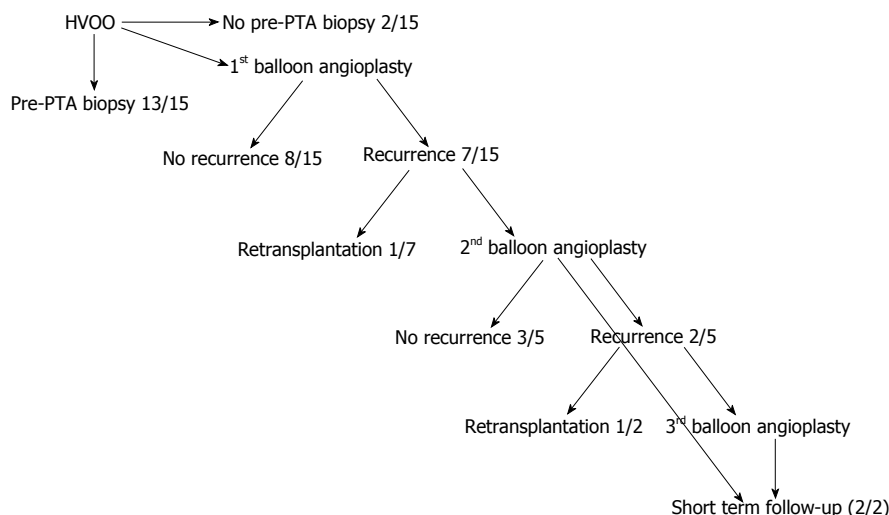 HVOO
No pre-PTA biopsy 2/15
1st balloon angioplasty
Pre-PTA biopsy 13/15
No recurrence 8/15
Recurrence 7/15
Retransplantation 1/7
2nd balloon angioplasty
No recurrence 3/5
Recurrence 2/5
Retransplantation 1/2
3rd balloon angioplasty
Short term follow-up (2/2)